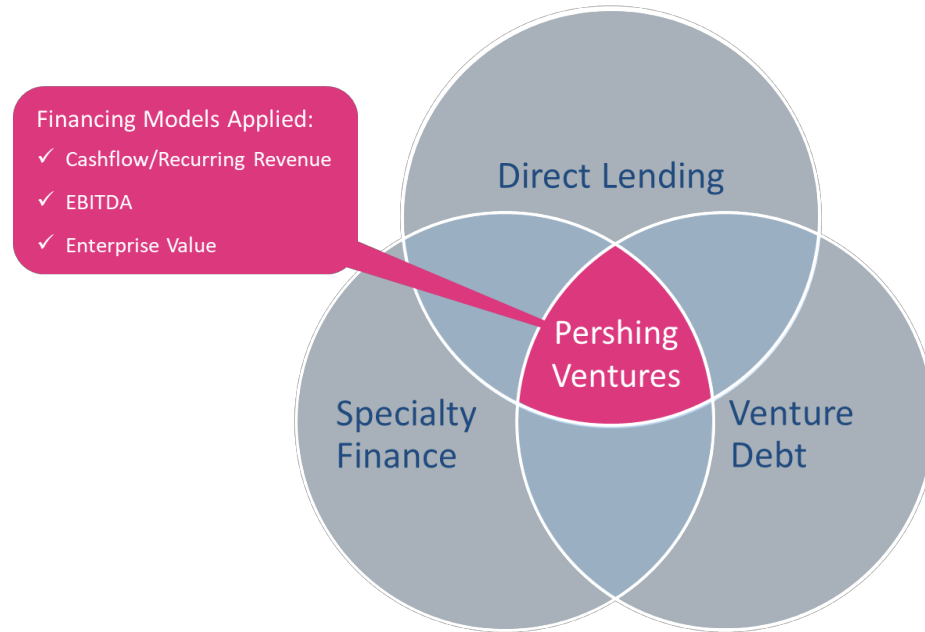 Financing Models Applied:
✓ Cashflow/Recurring Revenue
✓ EBITDA
✓ Enterprise Value
Direct Lending
Pershing
Ventures
Specialty
Finance
Venture
Debt